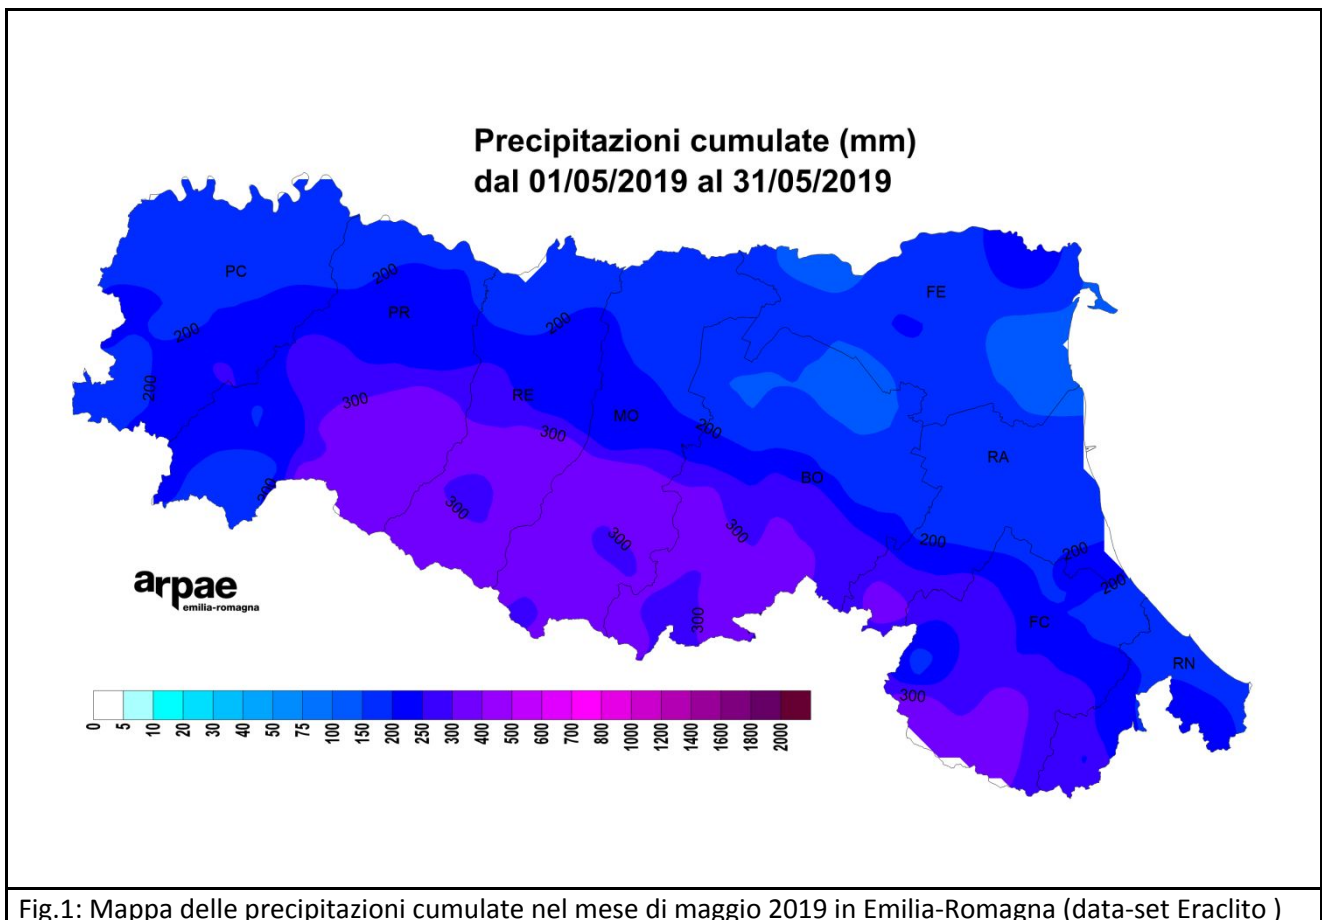 Precipitazioni cumulate (mm)
dal 01/05/2019 al 31/05/2019
PC
200
FE
PR
200
200
200
RE
300
MO
300
200
RA
BO
200
300
300
300
200
200
200
arpae
emilia-romagna
300
FC
RN
300
0 5 10 20 30 40 50 75 100 150 200 250 300 400 500 600 700 800 1000 1200 1400 1600 1800 2000
Fig.1: Mappa delle precipitazioni cumulate nel mese di maggio 2019 in Emilia-Romagna (data-set Eraclito )